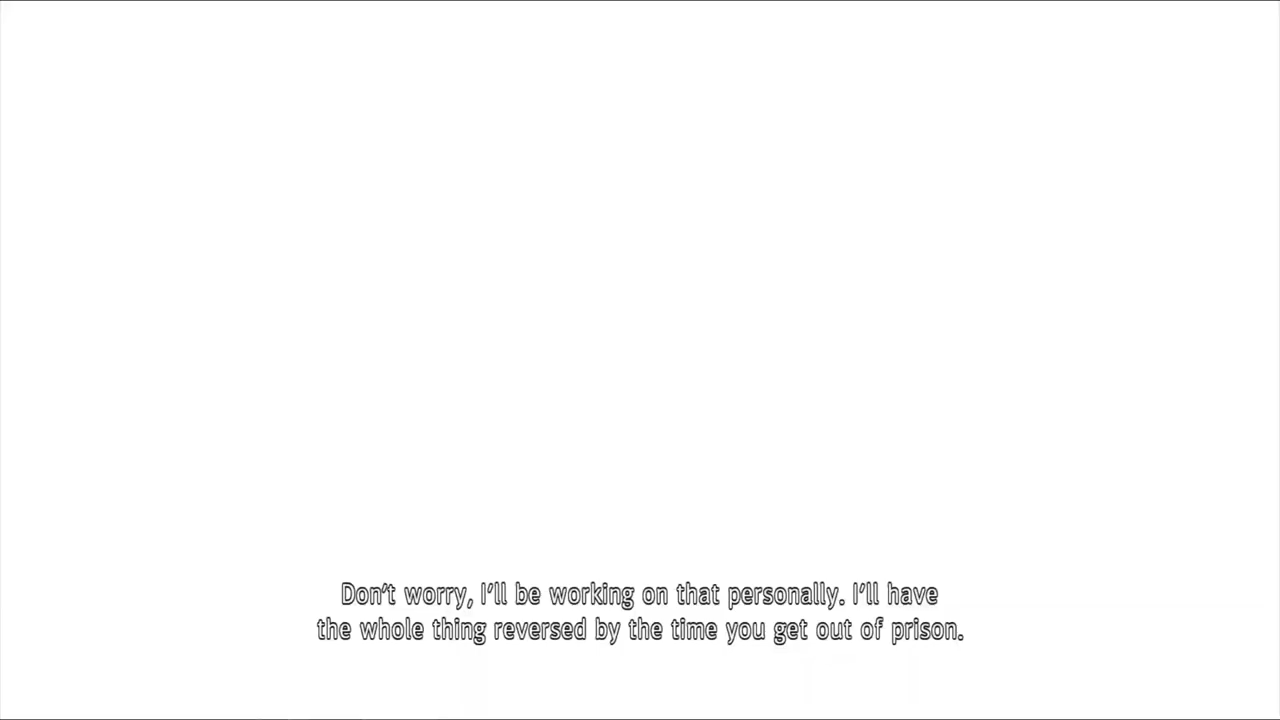 Don't worry, I'll be working on that personally. I'll have
the whole thing reversed by the time you get out of prison.